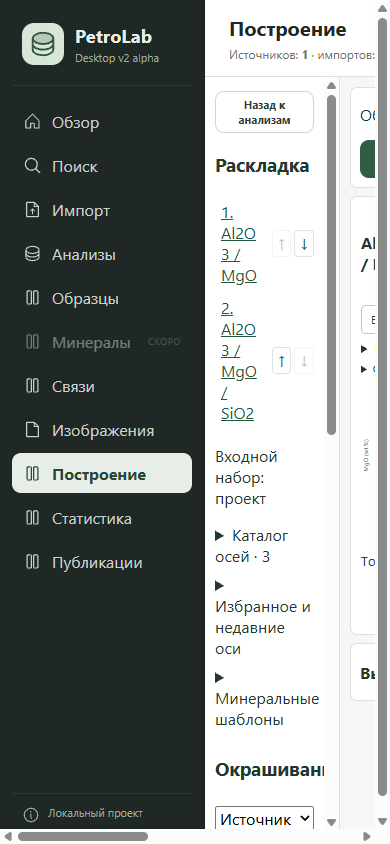 PetroLab
Desktop v2 alpha
Обзор
Поиск
Импорт
Анализы
Образцы
Минералы СКОРО
Связи
Изображения
Построение
Статистика
Публикации
Локальный проект
Построение
Источников: 1 · импортов:
Назад к
анализам
Раскладка
1.
Al2O
3 /
MgO
↑ ↓
2.
Al2O
3 /
MgO
/
SiO2
↑ ↓
Входной
набор:
проект
Каталог
осей · 3
Избранное и
недавние
оси
Минеральные
шаблоны
Окрашиван
Источник
Об
Al
/ 
MgO (wt%)
То
Вы